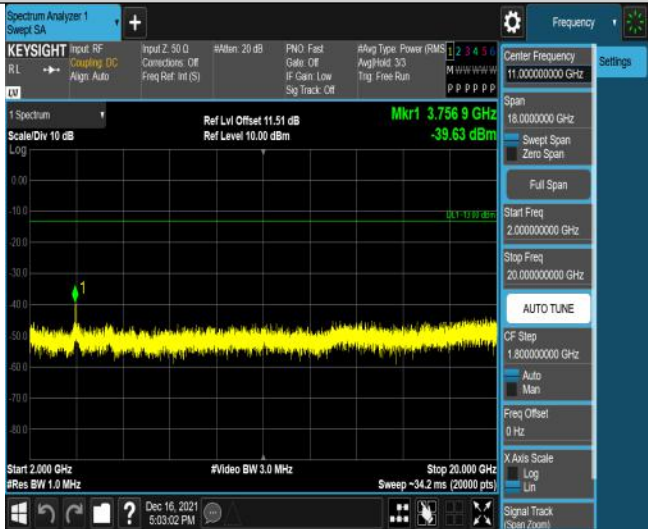 Spectrum Analyzer 1
Swept SA
Frequency
KEYSIGHT
RL
LV
Input: RF
Coupling: DC
Align: Auto
Input Z: 50 Ω
Corrections: Off
Freq Ref: Int (S)
#Atten: 20 dB
PNO: Fast
Gate: Off
IF Gain: Low
Sig Track: Off
#Avg Type: Power (RMS
Avg|Hold: 3/3
Trig: Free Run
1 2 3 4 5 6
M W W W W W
P P P P P P
1 Spectrum
Scale/Div 10 dB
Log
Ref Lvl Offset 11.51 dB
Ref Level 10.00 dBm
Mkr1 3.756 9 GHz
-39.63 dBm
0.00
-10.0
DL1 -13.00 dBm
-20.0
-30.0
1
-40.0
-50.0
-60.0
-70.0
-80.0
Start 2.000 GHz
#Res BW 1.0 MHz
#Video BW 3.0 MHz
Stop 20.000 GHz
Sweep ~34.2 ms (20000 pts)
?
Dec 16, 2021
5:03:02 PM
Center Frequency
11.000000000 GHz
Settings
Span
18.0000000 GHz
Swept Span
Zero Span
Full Span
Start Freq
2.000000000 GHz
Stop Freq
20.000000000 GHz
AUTO TUNE
CF Step
1.800000000 GHz
Auto
Man
Freq Offset
0 Hz
X Axis Scale
Log
Lin
Signal Track
(Span Zoom)